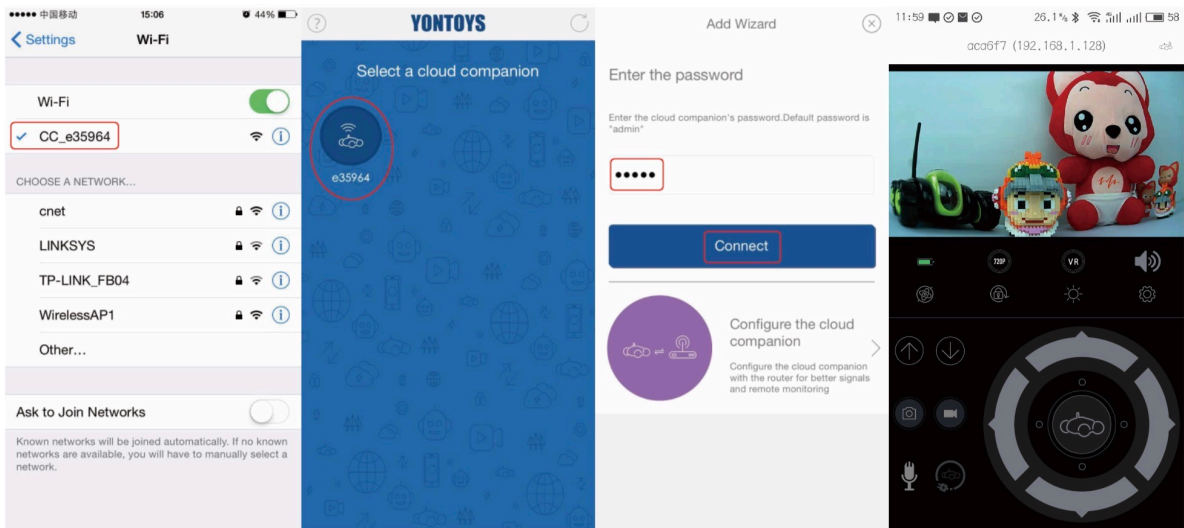 中国移动 15:06 44%
Settings Wi-Fi
Wi-Fi
CC_e35964
CHOOSE A NETWORK...
cnet
LINKSYS
TP-LINK_FB04
WirelessAP1
Other...
Ask to Join Networks
Known networks will be joined automatically. If no known
networks are available, you will have to manually select a
network.
? YONTOYS
Select a cloud companion
e35964
Add Wizard
Enter the password
Enter the cloud companion's password.Default password is
"admin"
•••••
Connect
Configure the cloud
companion
Configure the cloud companion
with the router for better signals
and remote monitoring
11:59 58
aca6f7 (192.168.1.128)
720P VR